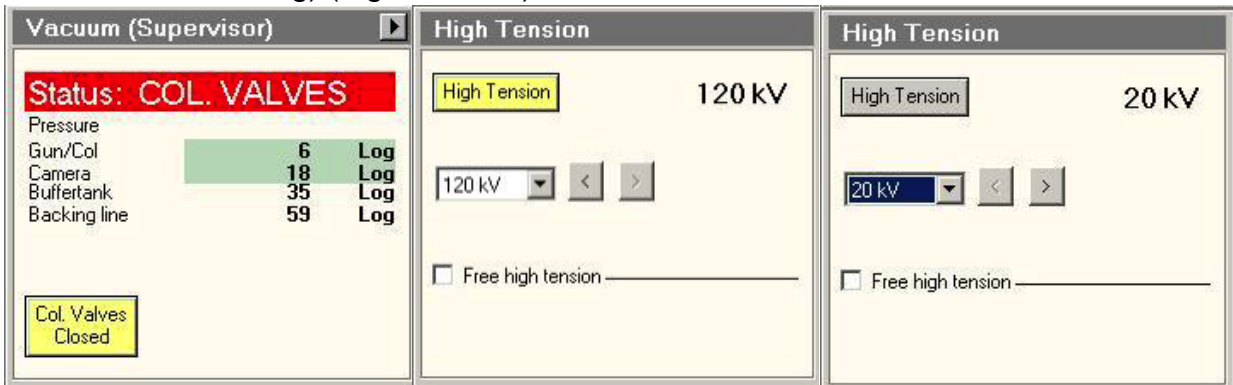 Vacuum (Supervisor)
Status: COL. VALVES
Pressure
Gun/Col 6 Log
Camera 18 Log
Buffertank 35 Log
Backing line 59 Log
Col. Valves
Closed
High Tension
High Tension 120 kV
120 kV < >
Free high tension
High Tension
High Tension 20 kV
20 kV < >
Free high tension